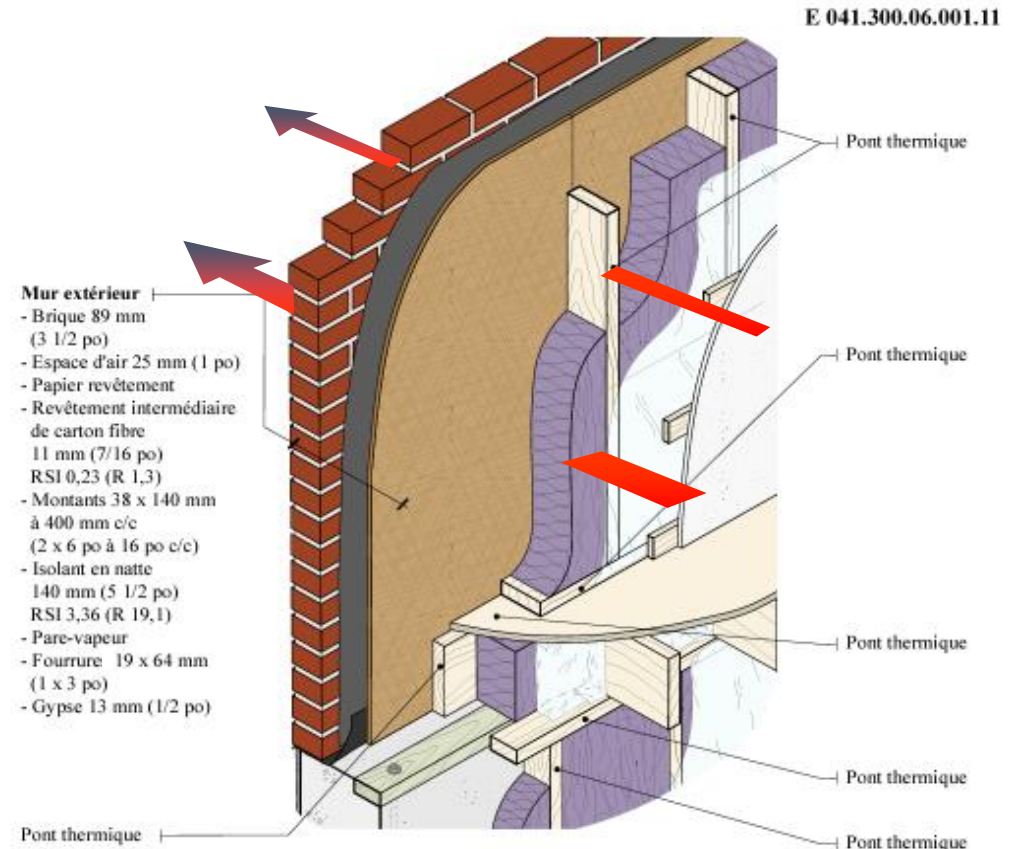 E 041.300.06.001.11
Pont thermique
Pont thermique
Mur extérieur
- Brique 89 mm
(3 1/2 po)
- Espace d'air 25 mm (1 po)
- Papier revêtement
- Revêtement intermédiaire
de carton fibre
11 mm (7/16 po)
RSI 0,23 (R 1,3)
- Montants 38 x 140 mm
à 400 mm c/c
(2 x 6 po à 16 po c/c)
- Isolant en natte
140 mm (5 1/2 po)
RSI 3,36 (R 19,1)
- Pare-vapeur
- Fourrure 19 x 64 mm
(1 x 3 po)
- Gypse 13 mm (1/2 po)
Pont thermique
Pont thermique
Pont thermique
Pont thermique